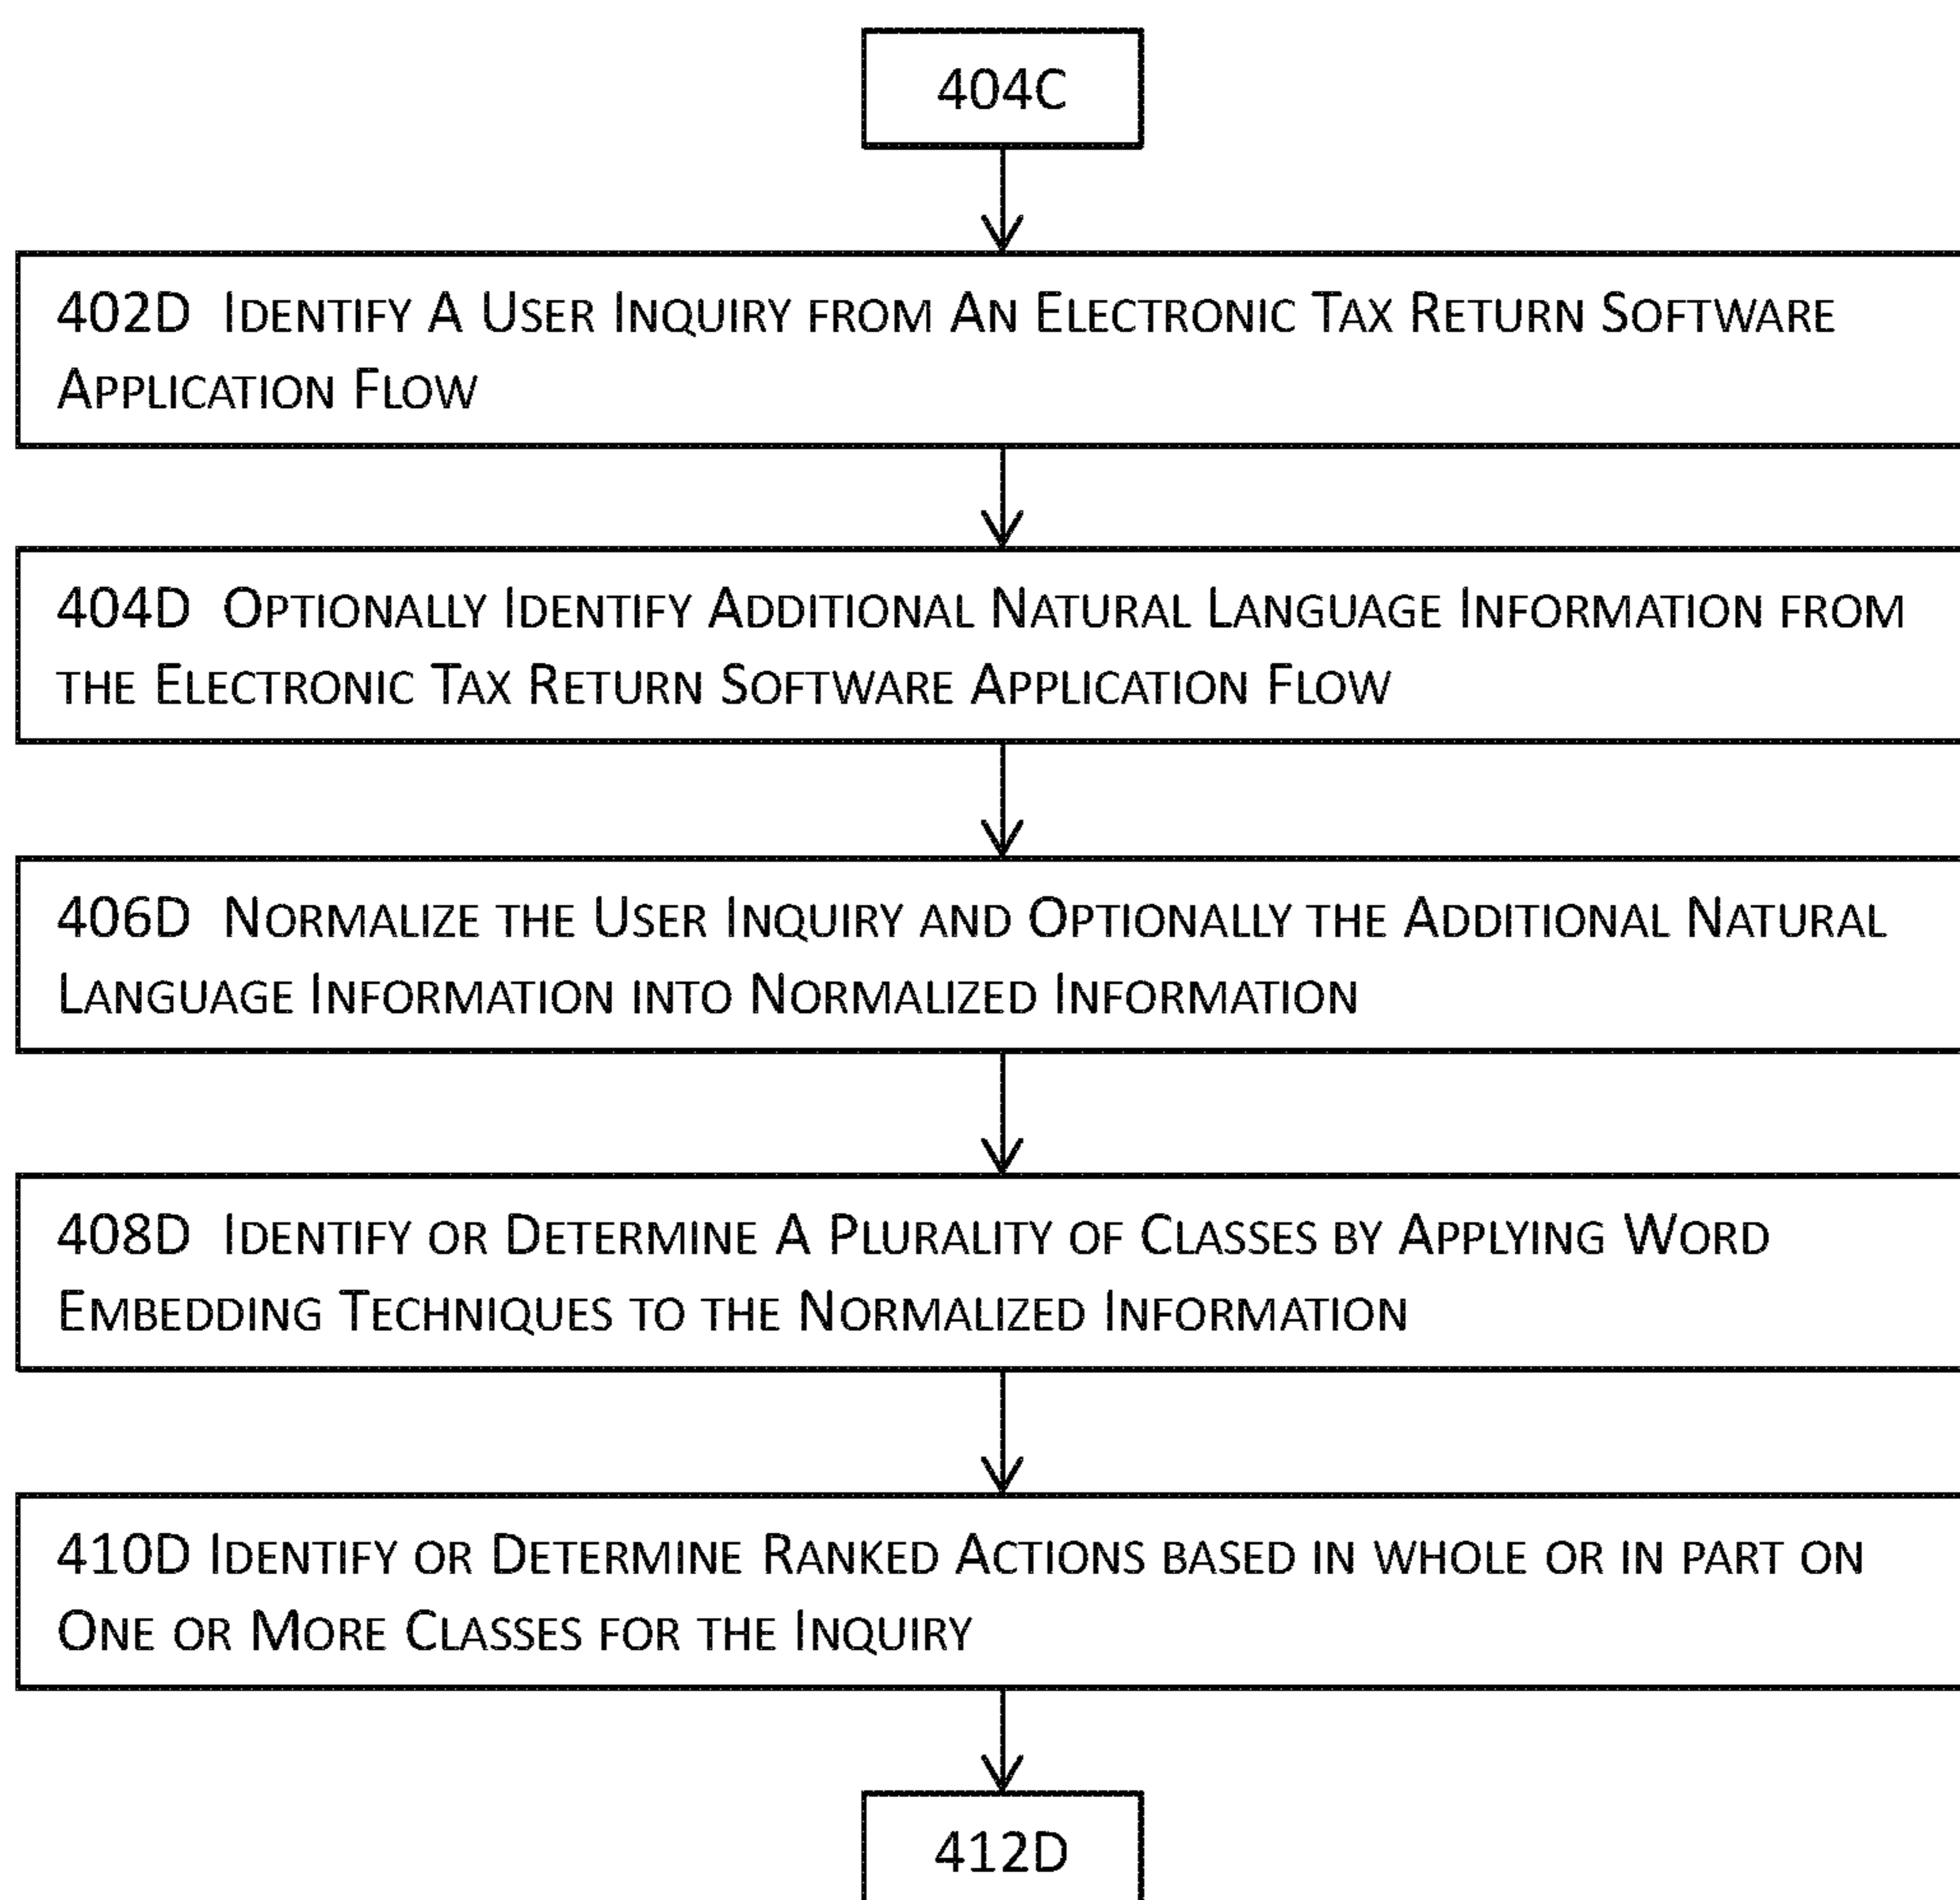 404C
402D IDENTIFY A USER INQUIRY FROM AN ELECTRONIC TAX RETURN SOFTWARE
APPLICATION FLOW
404D OPTIONALLY IDENTIFY ADDITIONAL NATURAL LANGUAGE INFORMATION FROM
THE ELECTRONIC TAX RETURN SOFTWARE APPLICATION FLOW
406D NORMALIZE THE USER INQUIRY AND OPTIONALLY THE ADDITIONAL NATURAL
LANGUAGE INFORMATION INTO NORMALIZED INFORMATION
408D IDENTIFY OR DETERMINE A PLURALITY OF CLASSES BY APPLYING WORD
EMBEDDING TECHNIQUES TO THE NORMALIZED INFORMATION
410D IDENTIFY OR DETERMINE RANKED ACTIONS BASED IN WHOLE OR IN PART ON
ONE OR MORE CLASSES FOR THE INQUIRY
412D